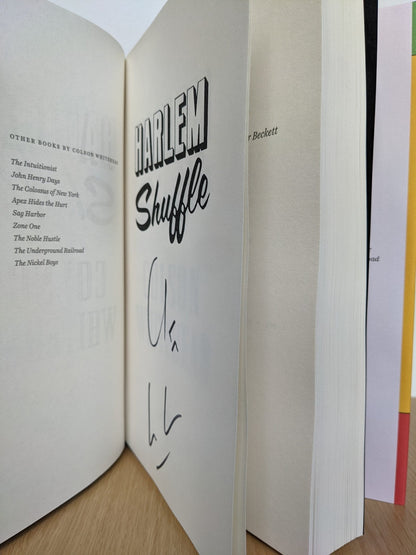 OTHER BOOKS BY COLSON WHITEHEAD
The Intuitionist
John Henry Days
The Colossus of New York
Apex Hides the Hurt
Sag Harbor
Zone One
The Noble Hustle
The Underground Railroad
The Nickel Boys
HARLEM
Shuffle
r Beckett